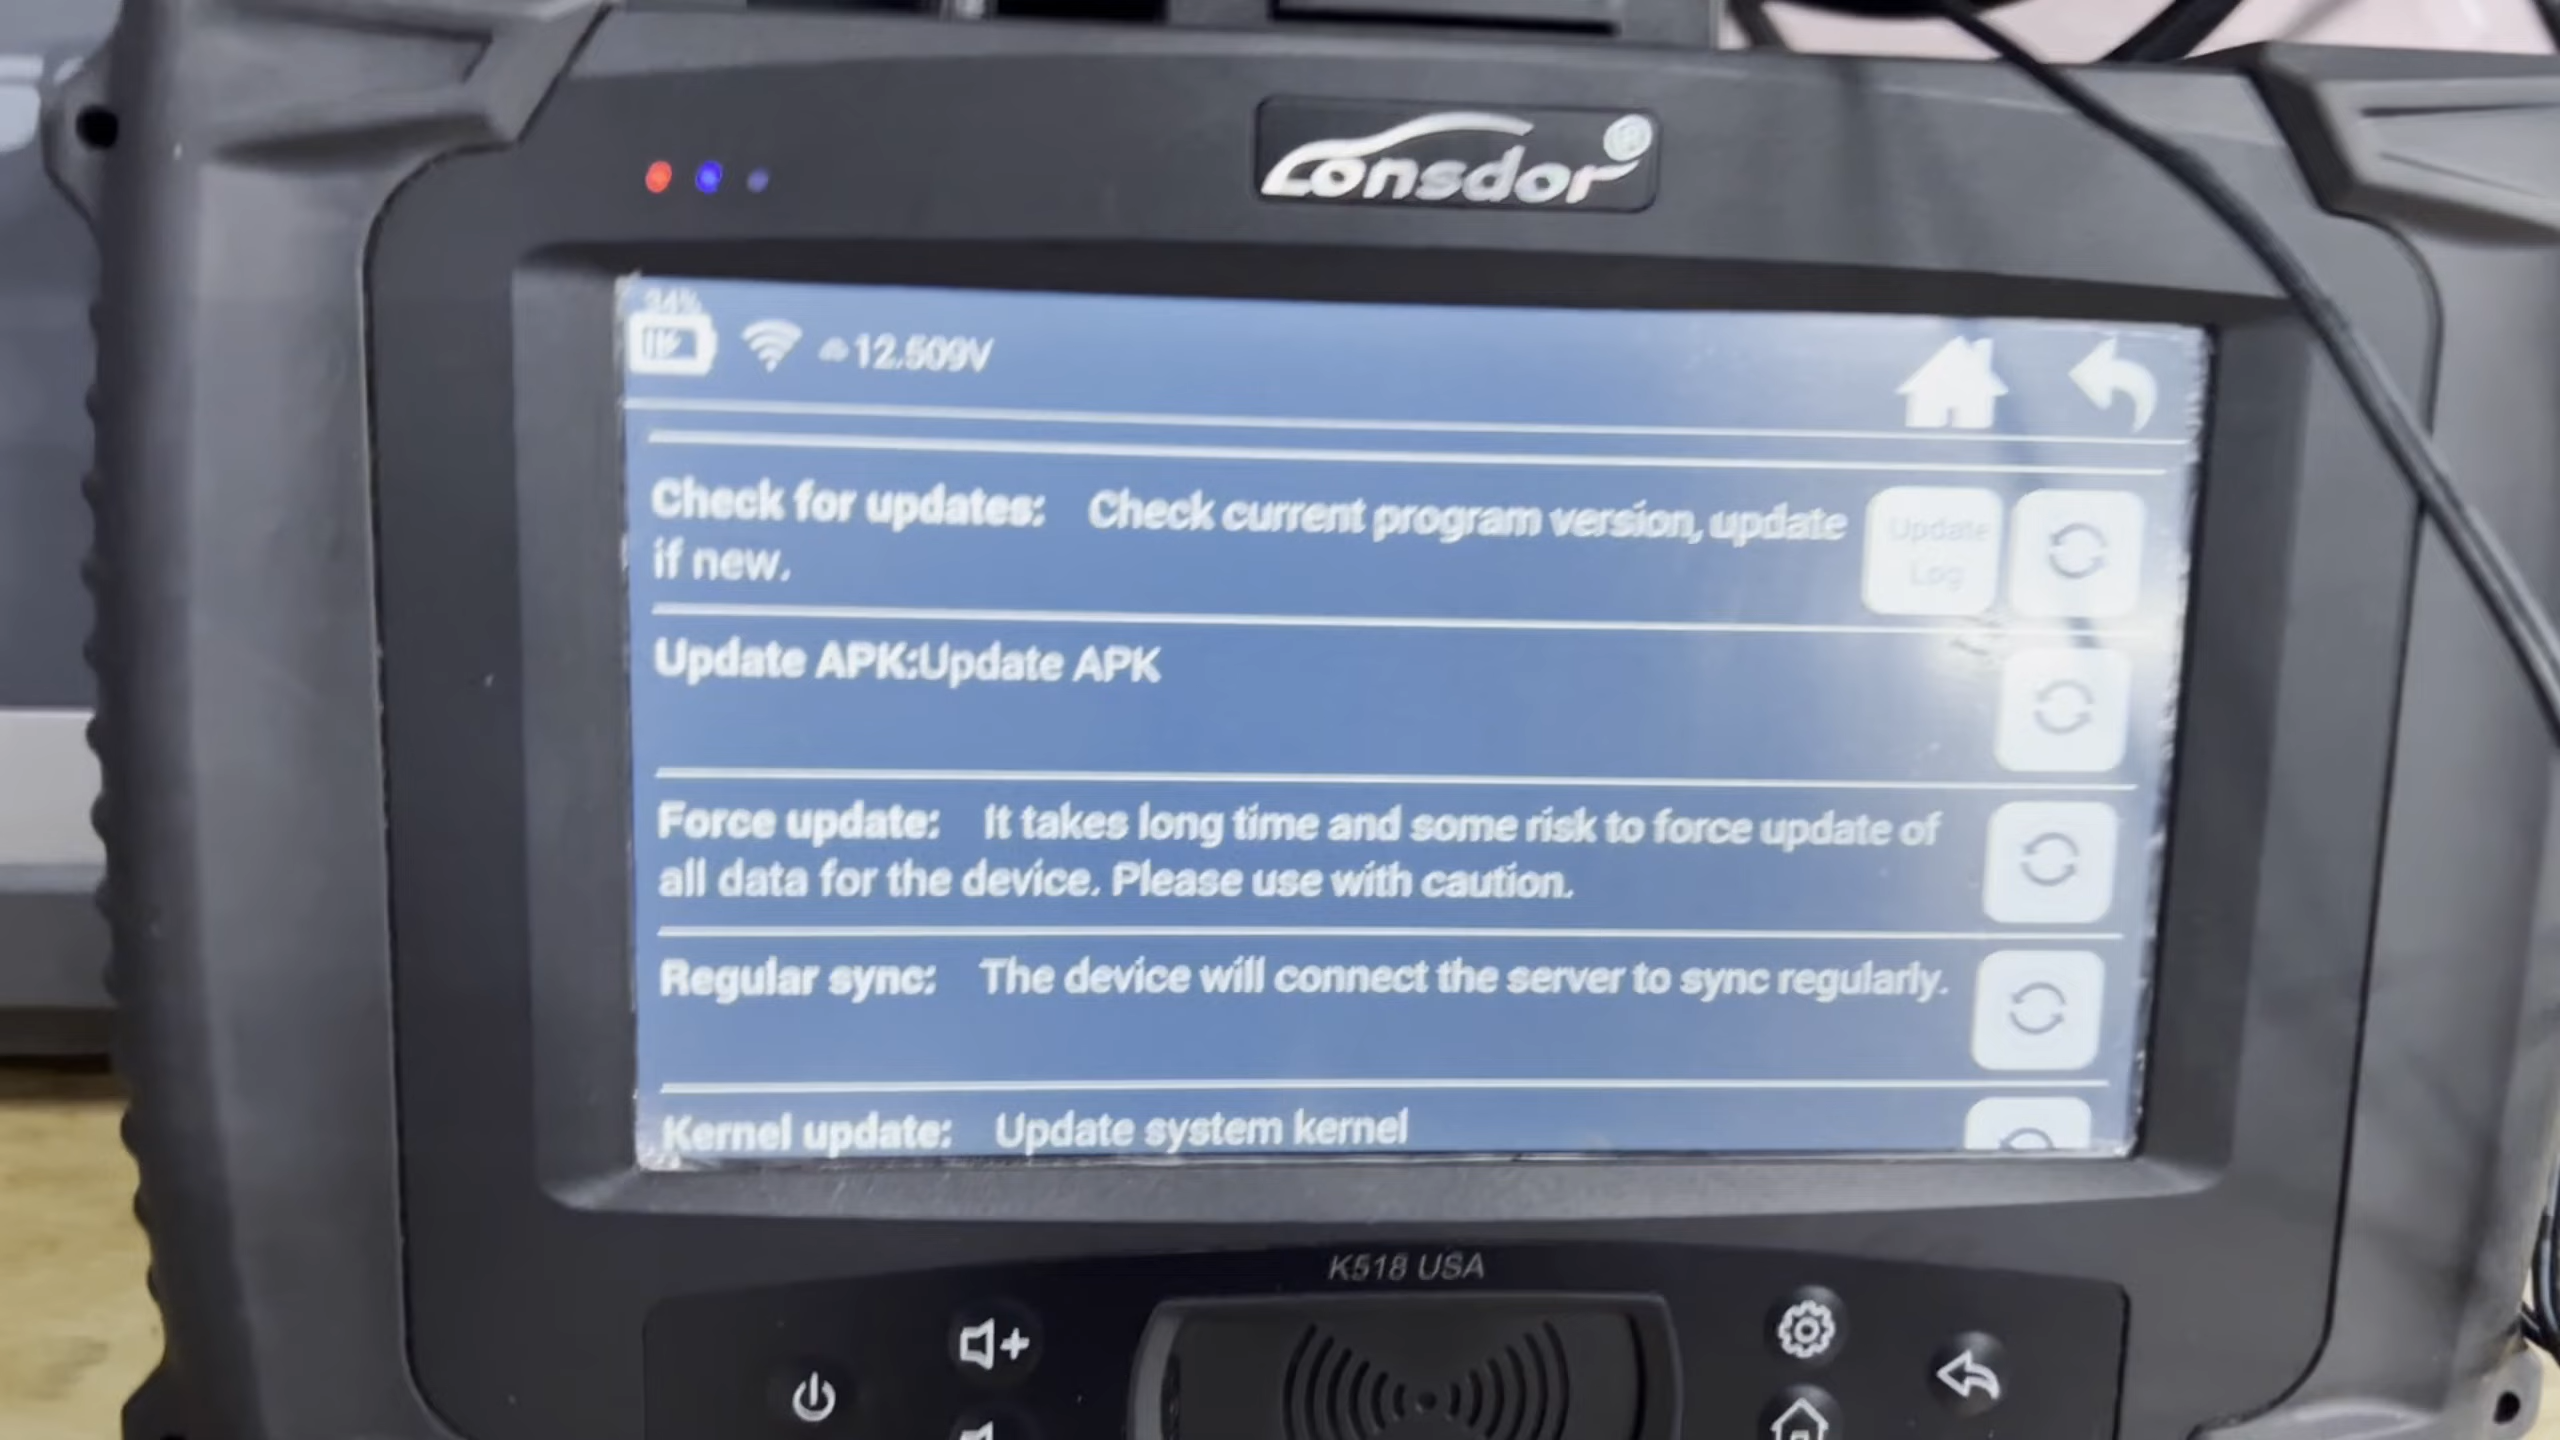 Lonsdor®
34%
12.509V
Check for updates: Check current program version, update
if new.
Update
Log
Update APK:Update APK
Force update: It takes long time and some risk to force update of
all data for the device. Please use with caution.
Regular sync: The device will connect the server to sync regularly.
Kernel update: Update system kernel
K518 USA